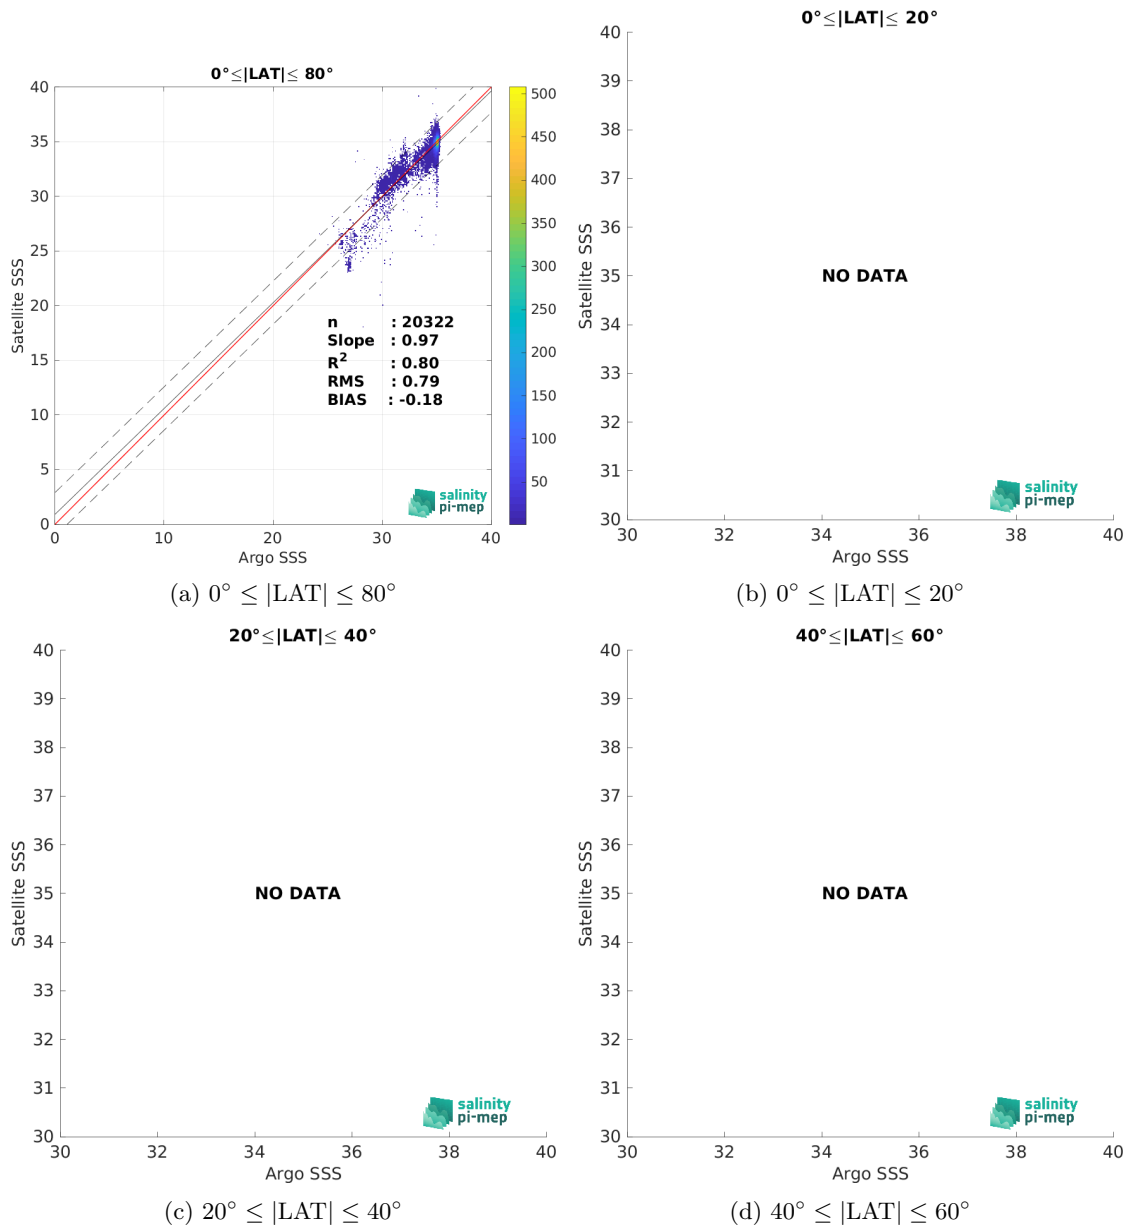 0°≤|LAT|≤ 80°
40
35
30
25
20
15
10
5
0
0
10
20
30
40
Satellite SSS
Argo SSS
n : 20322
Slope : 0.97
R² : 0.80
RMS : 0.79
BIAS : -0.18
salinity
pi-mep
500
450
400
350
300
250
200
150
100
50
(a) 0° ≤ |LAT| ≤ 80°
0°≤|LAT|≤ 20°
40
39
38
37
36
35
34
33
32
31
30
30
32
34
36
38
40
Satellite SSS
Argo SSS
NO DATA
salinity
pi-mep
(b) 0° ≤ |LAT| ≤ 20°
20°≤|LAT|≤ 40°
40
39
38
37
36
35
34
33
32
31
30
30
32
34
36
38
40
Satellite SSS
Argo SSS
NO DATA
salinity
pi-mep
(c) 20° ≤ |LAT| ≤ 40°
40°≤|LAT|≤ 60°
40
39
38
37
36
35
34
33
32
31
30
30
32
34
36
38
40
Satellite SSS
Argo SSS
NO DATA
salinity
pi-mep
(d) 40° ≤ |LAT| ≤ 60°